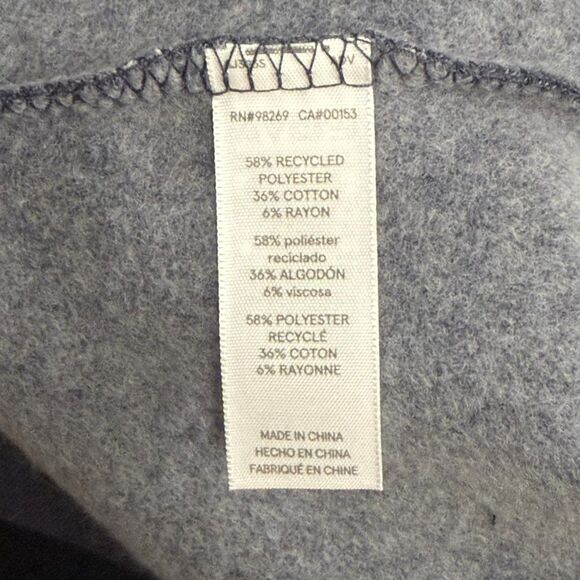 RN#98269 CA#00153
58% RECYCLED
POLYESTER
36% COTTON
6% RAYON
58% poliéster
reciclado
36% ALGODÓN
6% viscosa
58% POLYESTER
RECYCLÉ
36% COTON
6% RAYONNE
MADE IN CHINA
HECHO EN CHINA
FABRIQUÉ EN CHINE